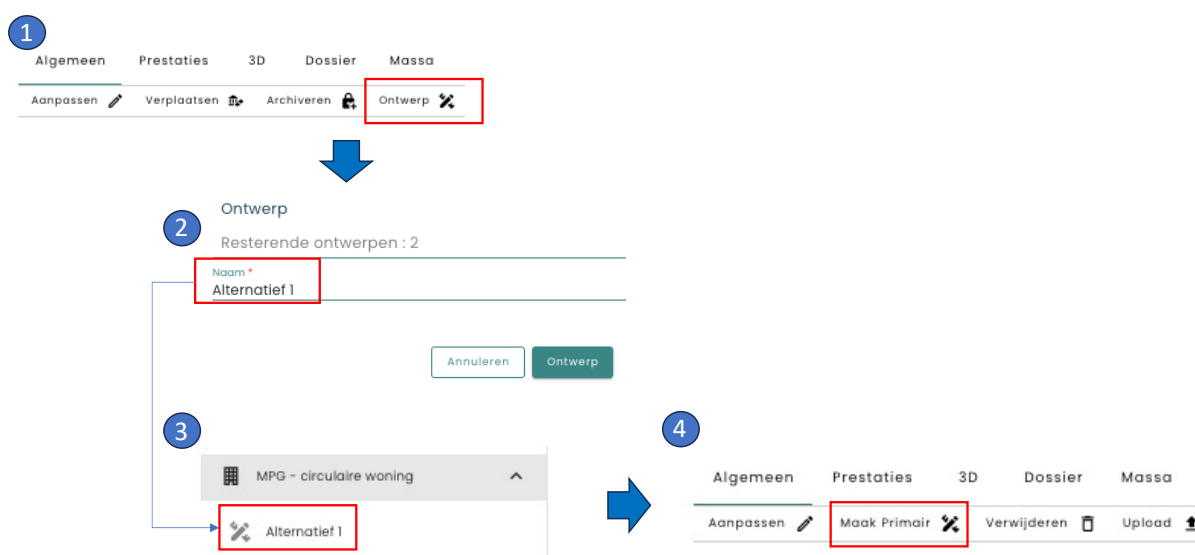 1
Algemeen Prestaties 3D Dossier Massa
Aanpassen Verplaatsen Archiveren Ontwerp
2
Ontwerp
Resterende ontwerpen : 2
Naam *
Alternatief 1
Annuleren Ontwerp
3
MPG - circulaire woning
Alternatief 1
4
Algemeen Prestaties 3D Dossier Massa
Aanpassen Maak Primair Verwijderen Upload